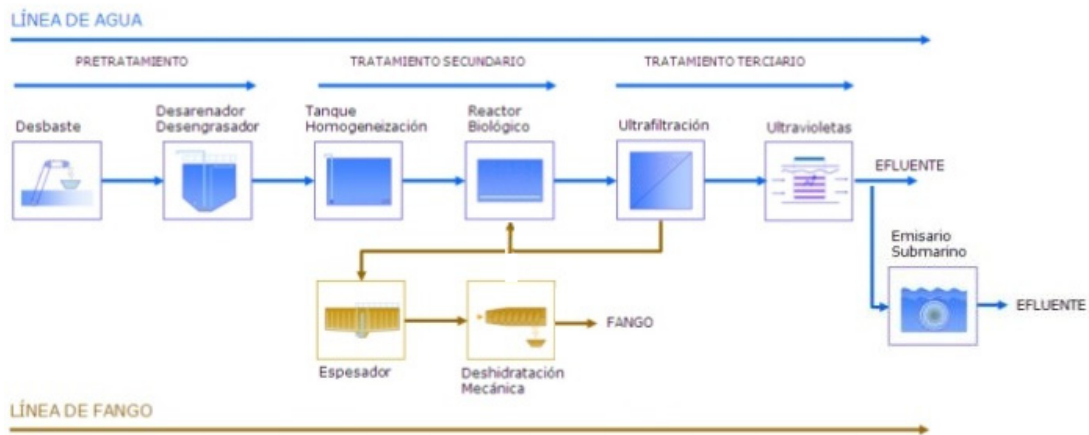 LÍNEA DE AGUA
PRETRATAMIENTO
TRATAMIENTO SECUNDARIO
TRATAMIENTO TERCIARIO
Desbaste
Desarenador
Desengrasador
Tanque
Homogeneización
Reactor
Biológico
Ultrafiltración
Ultravioletas
EFLUENTE
Emisario
Submarino
EFLUENTE
FANGO
Espesador
Deshidratación
Mecánica
LÍNEA DE FANGO